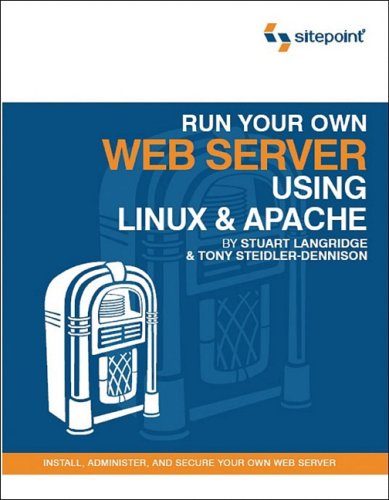 sitepoint®
RUN YOUR OWN
WEB SERVER
USING
LINUX & APACHE
BY STUART LANGRIDGE
& TONY STEIDLER-DENNISON
INSTALL, ADMINISTER, AND SECURE YOUR OWN WEB SERVER